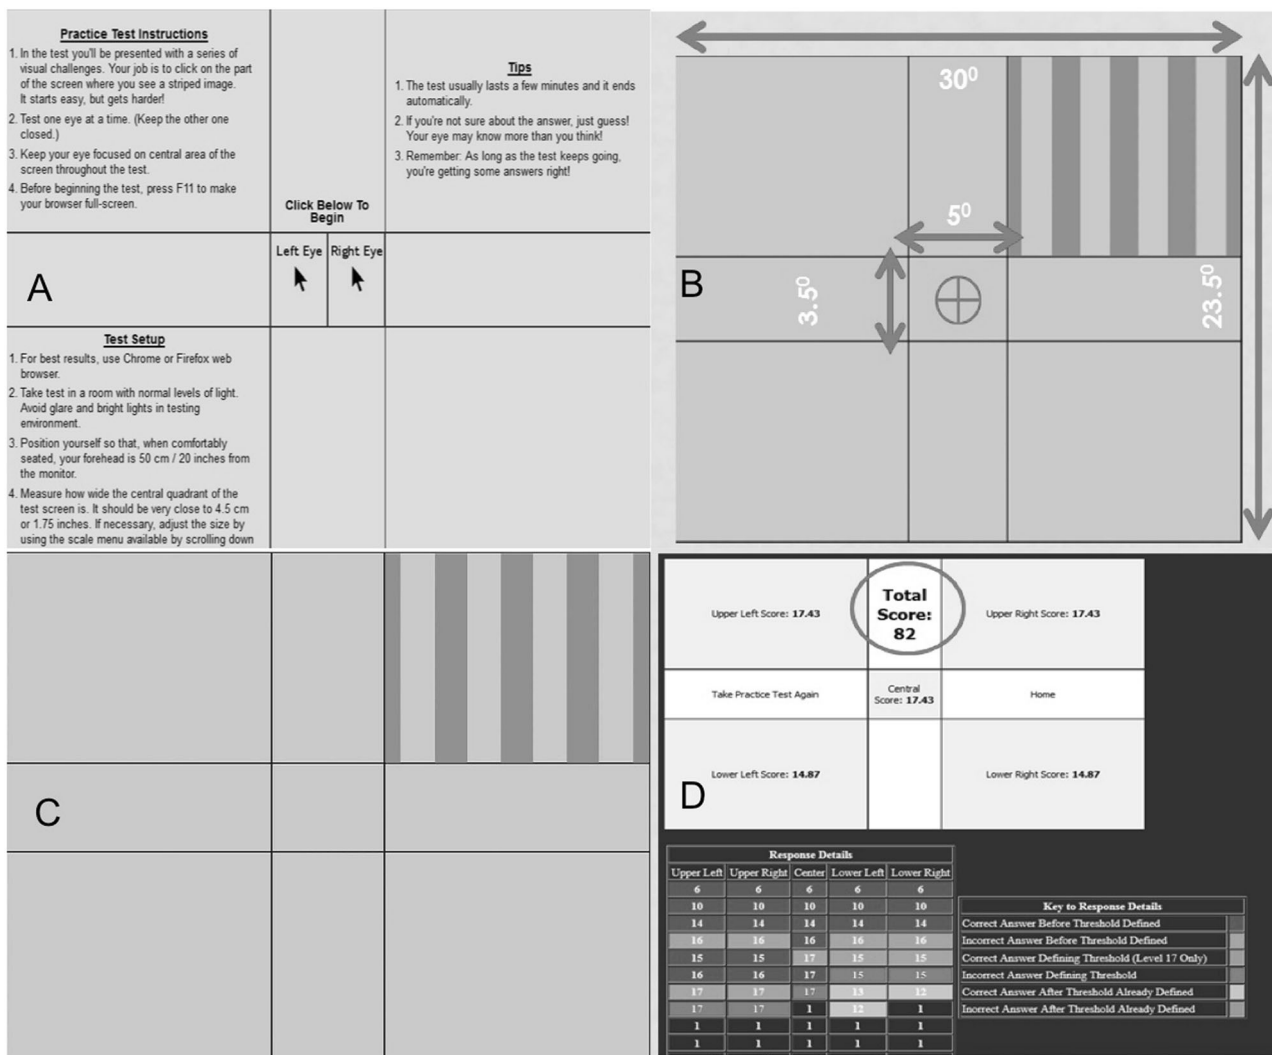 Practice Test Instructions
1. In the test you'll be presented with a series of
visual challenges. Your job is to click on the part
of the screen where you see a striped image.
It starts easy, but gets harder!
2. Test one eye at a time. (Keep the other one
closed.)
3. Keep your eye focused on central area of the
screen throughout the test.
4. Before beginning the test, press F11 to make
your browser full-screen.
Click Below To
Begin
Tips
1. The test usually lasts a few minutes and it ends
automatically.
2. If you're not sure about the answer, just guess!
Your eye may know more than you think!
3. Remember: As long as the test keeps going,
you're getting some answers right!
Left Eye
Right Eye
A
Test Setup
1. For best results, use Chrome or Firefox web
browser.
2. Take test in a room with normal levels of light.
Avoid glare and bright lights in testing
environment.
3. Position yourself so that, when comfortably
seated, your forehead is 50 cm / 20 inches from
the monitor.
4. Measure how wide the central quadrant of the
test screen is. It should be very close to 4.5 cm
or 1.75 inches. If necessary, adjust the size by
using the scale menu available by scrolling down
30⁰
5⁰
B
3.5⁰
23.5⁰
C
Upper Left Score: 17.43
Total
Score:
82
Upper Right Score: 17.43
Take Practice Test Again
Central
Score: 17.43
Home
Lower Left Score: 14.87
Lower Right Score: 14.87
D
Response Details
Upper Left Upper Right Center Lower Left Lower Right
6 6 6 6 6
10 10 10 10 10
14 14 14 14 14
16 16 16 16 16
15 15 17 15 15
16 16 17 15 15
17 17 17 13 12
17 17 1 12 1
1 1 1 1 1
1 1 1 1 1
Key to Response Details
Correct Answer Before Threshold Defined
Incorrect Answer Before Threshold Defined
Correct Answer Defining Threshold (Level 17 Only)
Incorrect Answer Defining Threshold
Correct Answer After Threshold Already Defined
Inorrect Answer After Threshold Already Defined